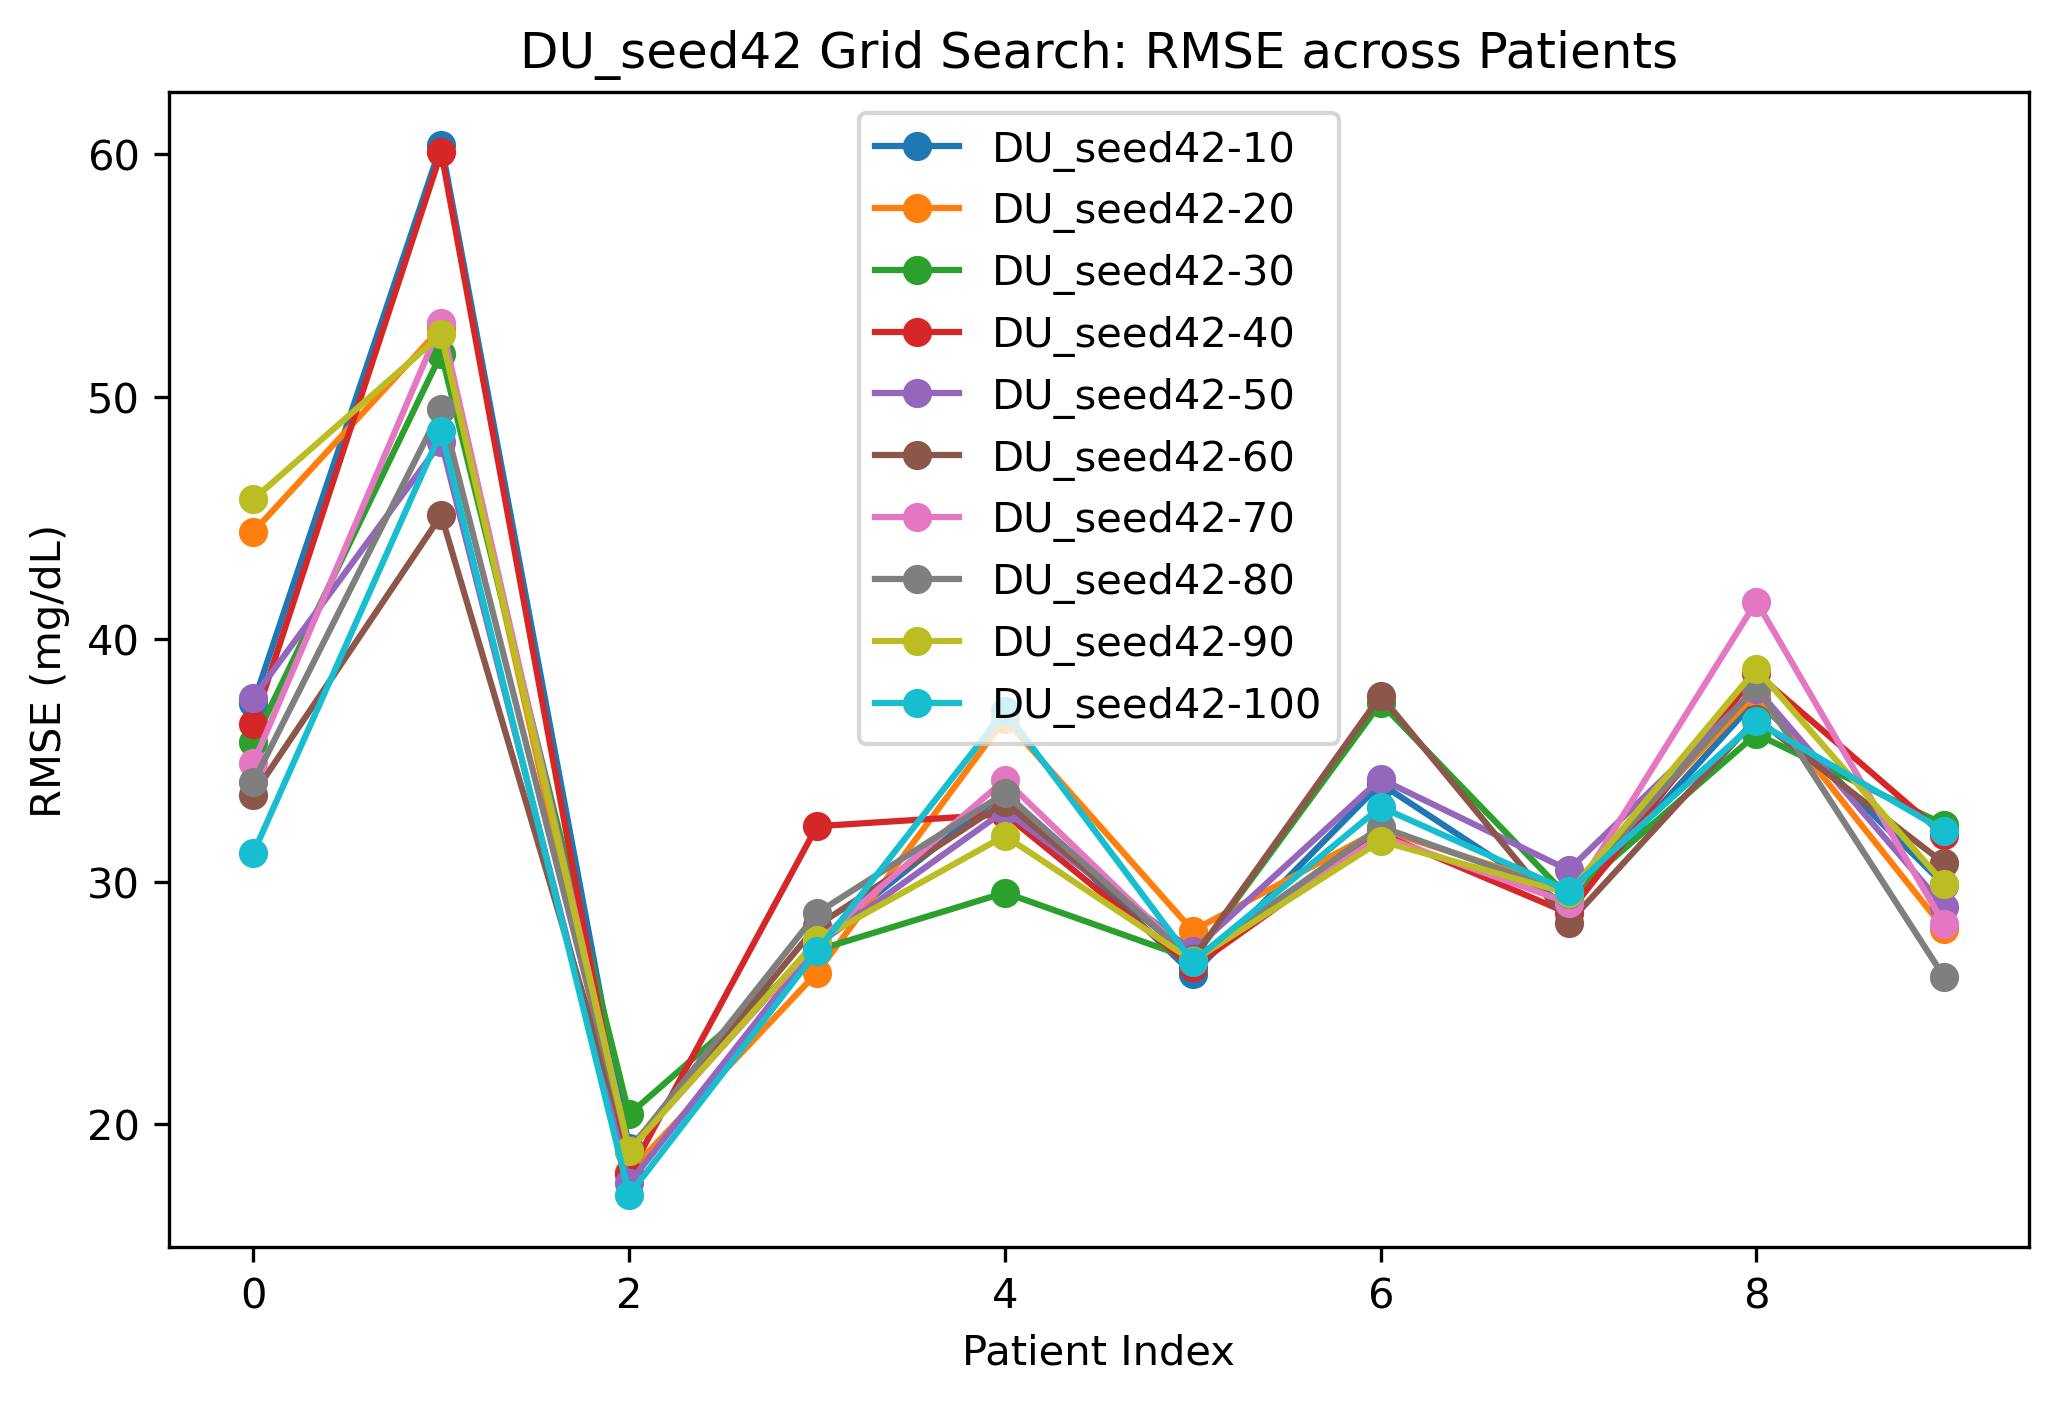 DU_seed42 Grid Search: RMSE across Patients
60
50
40
30
20
RMSE (mg/dL)
DU_seed42-10
DU_seed42-20
DU_seed42-30
DU_seed42-40
DU_seed42-50
DU_seed42-60
DU_seed42-70
DU_seed42-80
DU_seed42-90
DU_seed42-100
0 2 4 6 8
Patient Index